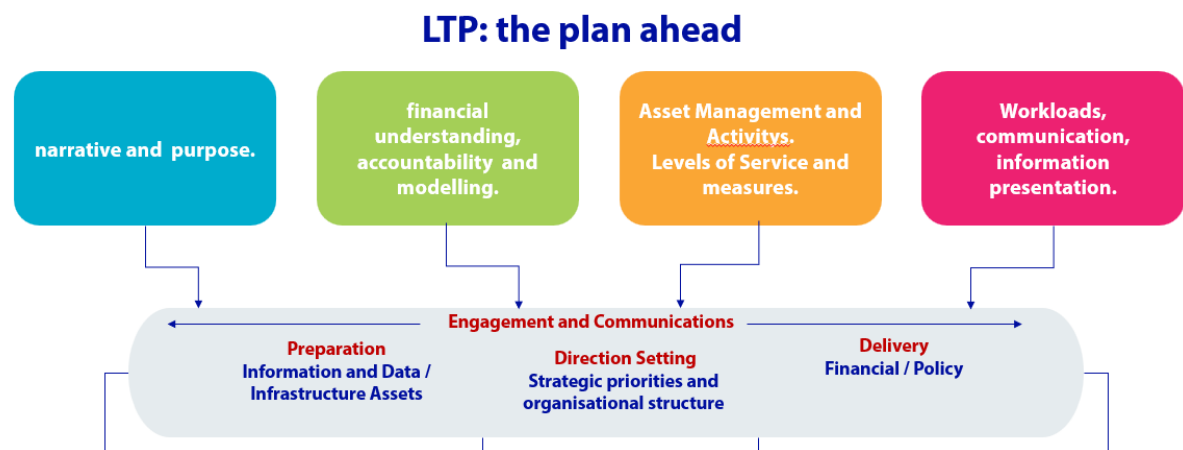 LTP: the plan ahead
narrative and  purpose.
financial
understanding,
accountability  and
modelling.
Asset Management and
Activitys.
Levels of Service and
measures.
Workloads,
communication,
information
presentation.
Engagement and Communications
Preparation
Information and Data /
Infrastructure Assets
Direction Setting
Strategic priorities and
organisational structure
Delivery
Financial / Policy